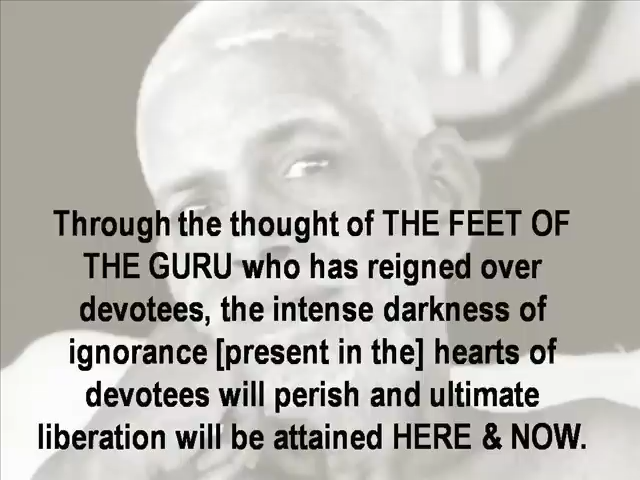 Through the thought of THE FEET OF
THE GURU who has reigned over
devotees, the intense darkness of
ignorance [present in the] hearts of
devotees will perish and ultimate
liberation will be attained HERE & NOW.